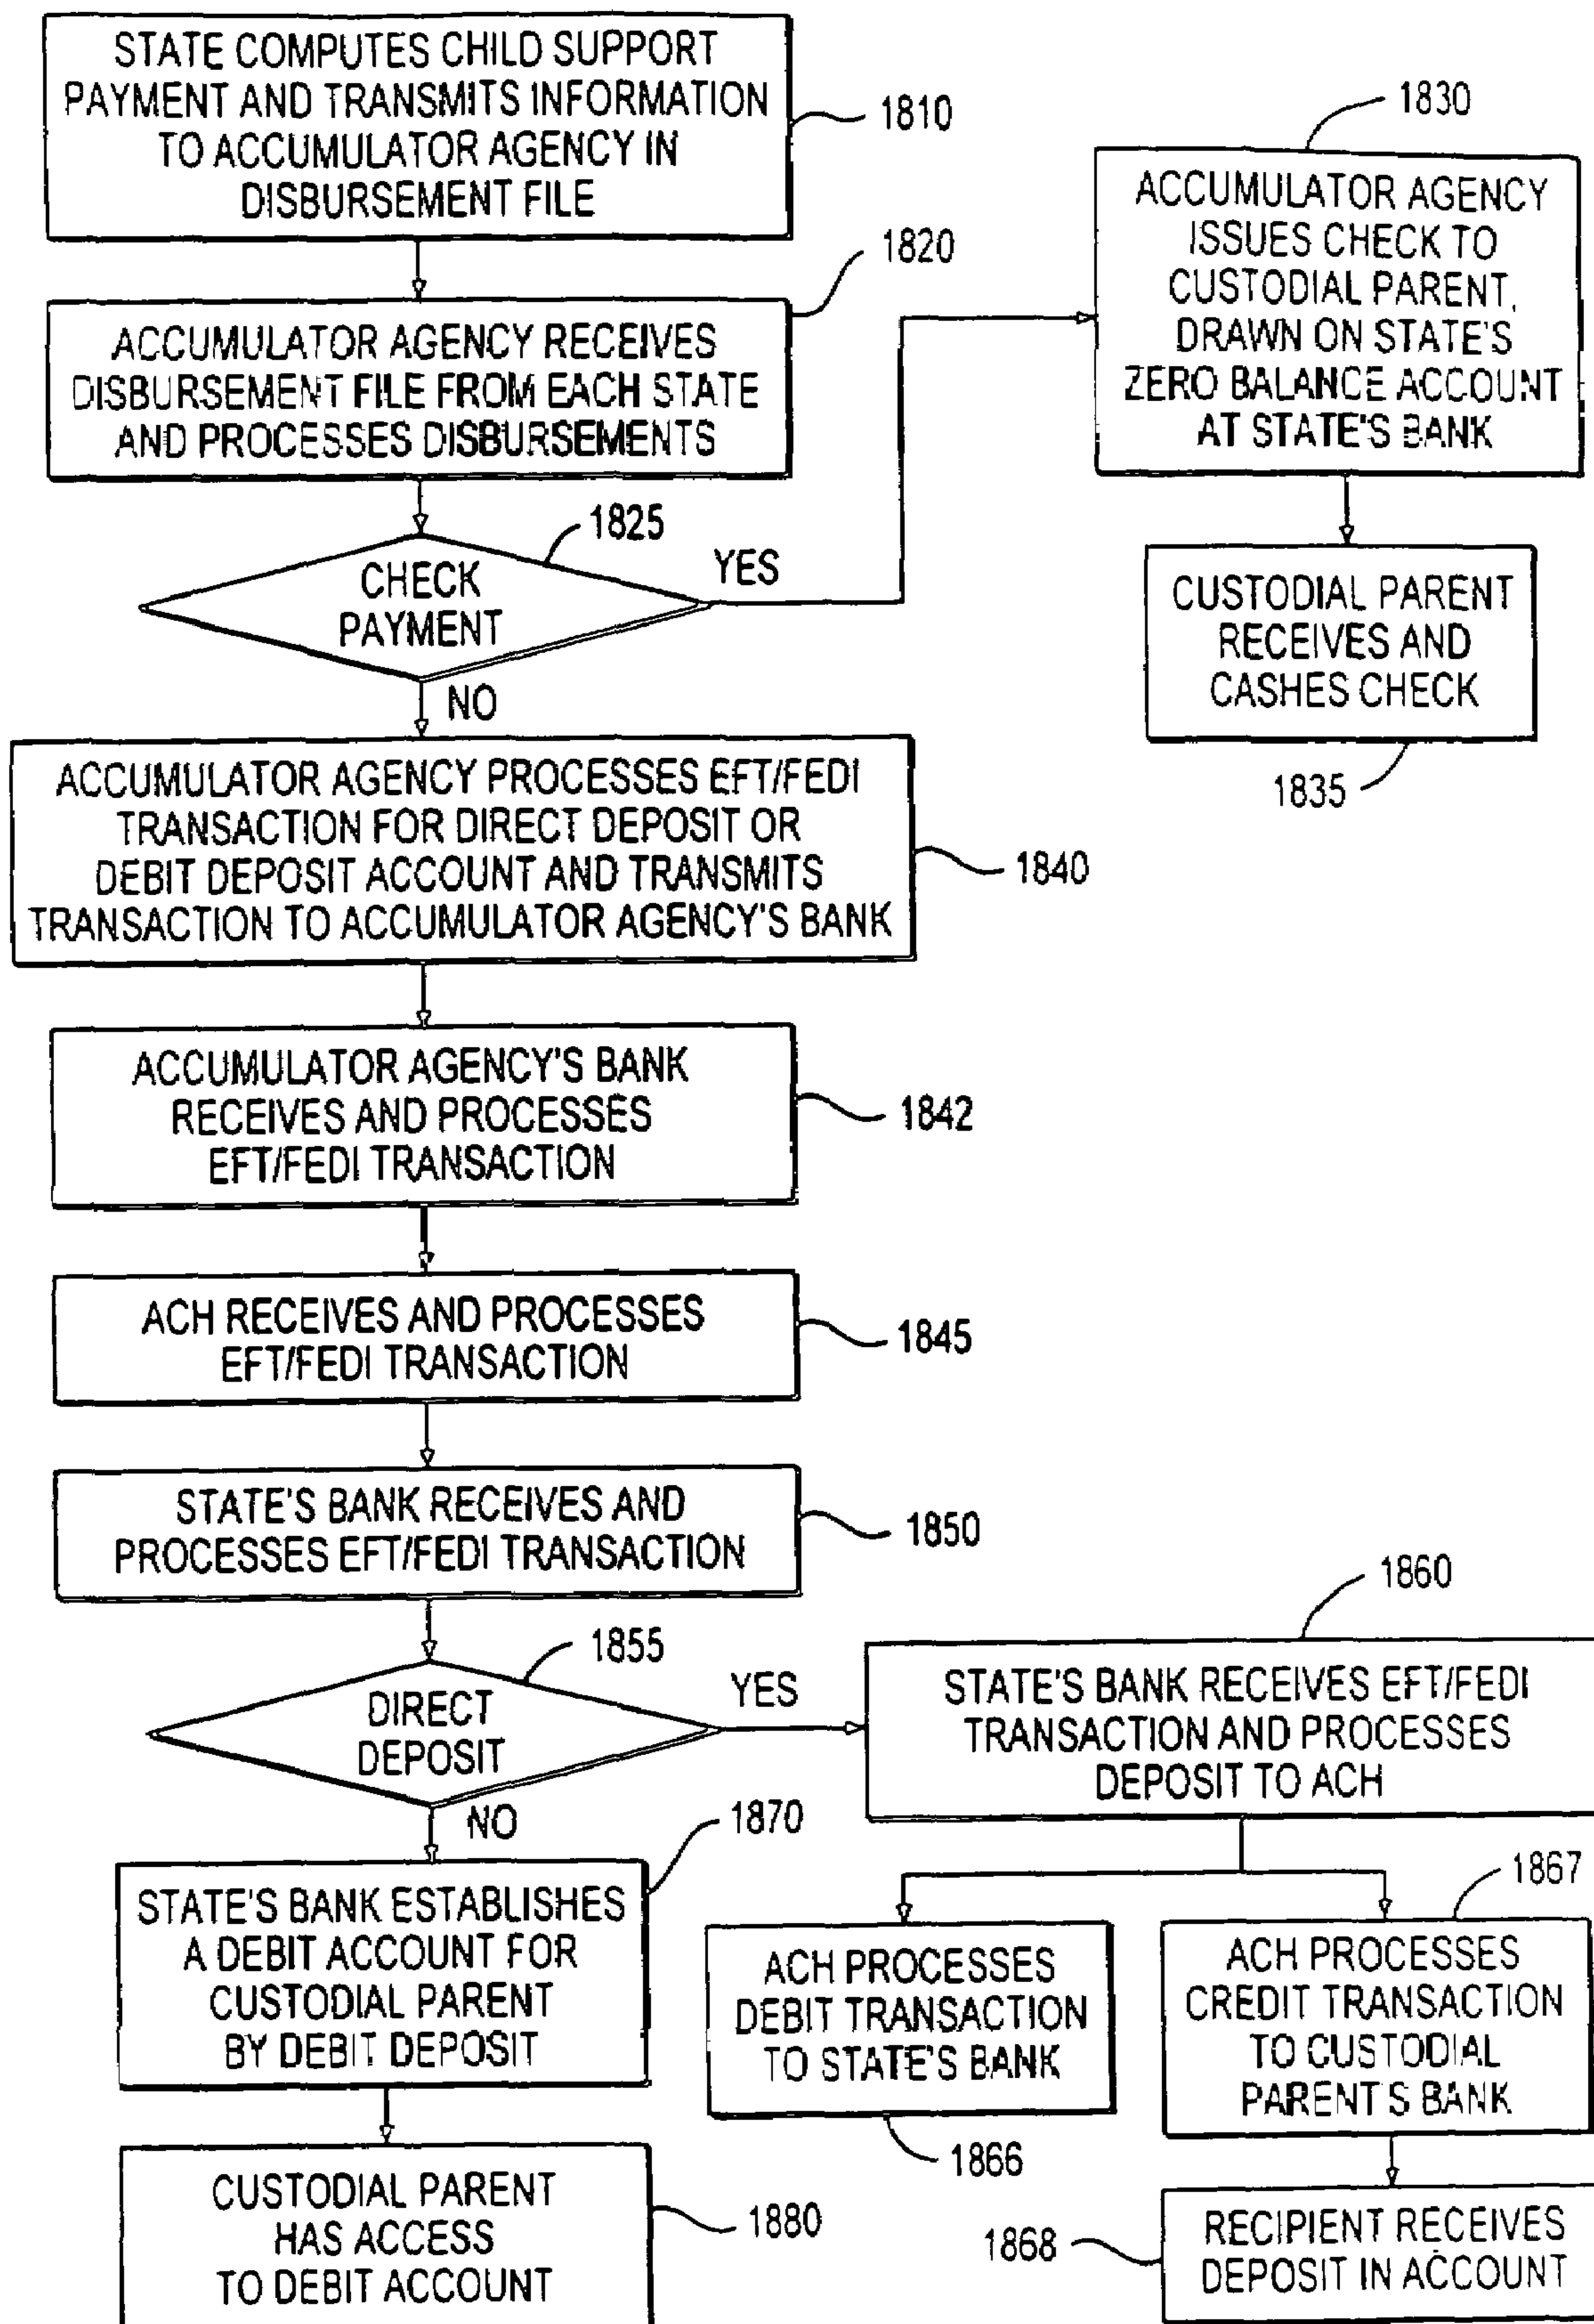 STATE COMPUTES CHILD SUPPORT
PAYMENT AND TRANSMITS INFORMATION
TO ACCUMULATOR AGENCY IN
DISBURSEMENT FILE
1810
1820
ACCUMULATOR AGENCY RECEIVES
DISBURSEMENT FILE FROM EACH STATE
AND PROCESSES DISBURSEMENTS
1825
CHECK
PAYMENT
YES
NO
1830
ACCUMULATOR AGENCY
ISSUES CHECK TO
CUSTODIAL PARENT,
DRAWN ON STATE'S
ZERO BALANCE ACCOUNT
AT STATE'S BANK
CUSTODIAL PARENT
RECEIVES AND
CASHES CHECK
1835
ACCUMULATOR AGENCY PROCESSES EFT/FEDI
TRANSACTION FOR DIRECT DEPOSIT OR
DEBIT DEPOSIT ACCOUNT AND TRANSMITS
TRANSACTION TO ACCUMULATOR AGENCY'S BANK
1840
ACCUMULATOR AGENCY'S BANK
RECEIVES AND PROCESSES
EFT/FEDI TRANSACTION
1842
ACH RECEIVES AND PROCESSES
EFT/FEDI TRANSACTION
1845
STATE'S BANK RECEIVES AND
PROCESSES EFT/FEDI TRANSACTION
1850
1855
DIRECT
DEPOSIT
YES
NO
1860
STATE'S BANK RECEIVES EFT/FEDI
TRANSACTION AND PROCESSES
DEPOSIT TO ACH
1870
STATE'S BANK ESTABLISHES
A DEBIT ACCOUNT FOR
CUSTODIAL PARENT
BY DEBIT DEPOSIT
ACH PROCESSES
DEBIT TRANSACTION
TO STATE'S BANK
1866
1867
ACH PROCESSES
CREDIT TRANSACTION
TO CUSTODIAL
PARENT'S BANK
CUSTODIAL PARENT
HAS ACCESS
TO DEBIT ACCOUNT
1880
1868
RECIPIENT RECEIVES
DEPOSIT IN ACCOUNT